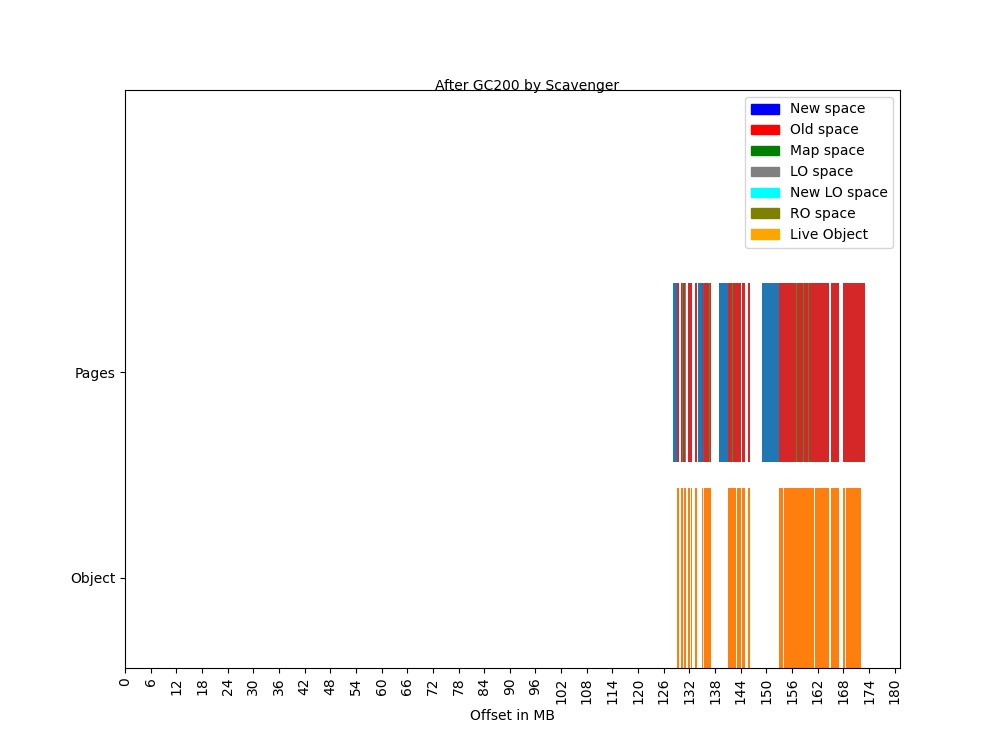 After GC200 by Scavenger
New space
Old space
Map space
LO space
New LO space
RO space
Live Object
Pages
Object
0 6 12 18 24 30 36 42 48 54 60 66 72 78 84 90 96 102 108 114 120 126 132 138 144 150 156 162 168 174 180
Offset in MB